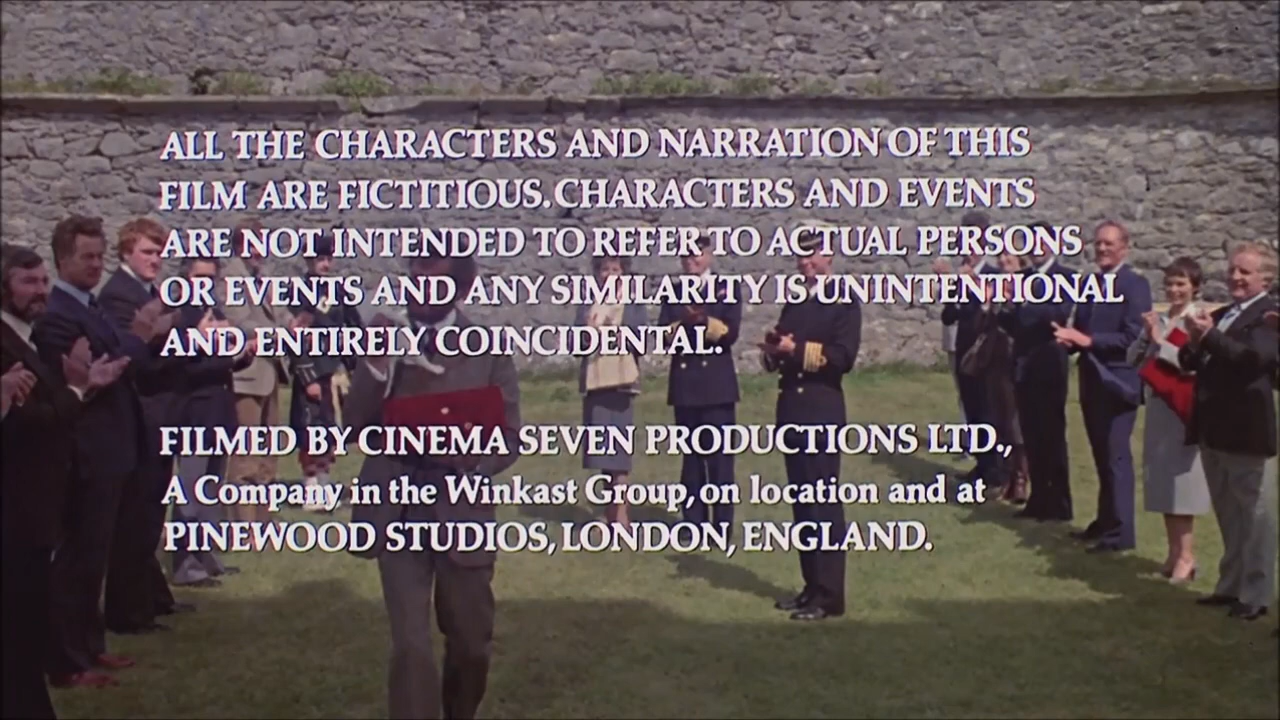 ALL THE CHARACTERS AND NARRATION OF THIS
FILM ARE FICTITIOUS. CHARACTERS AND EVENTS
ARE NOT INTENDED TO REFER TO ACTUAL PERSONS
OR EVENTS AND ANY SIMILARITY IS UNINTENTIONAL
AND ENTIRELY COINCIDENTAL.
FILMED BY CINEMA SEVEN PRODUCTIONS LTD.,
A Company in the Winkast Group, on location and at
PINEWOOD STUDIOS, LONDON, ENGLAND.